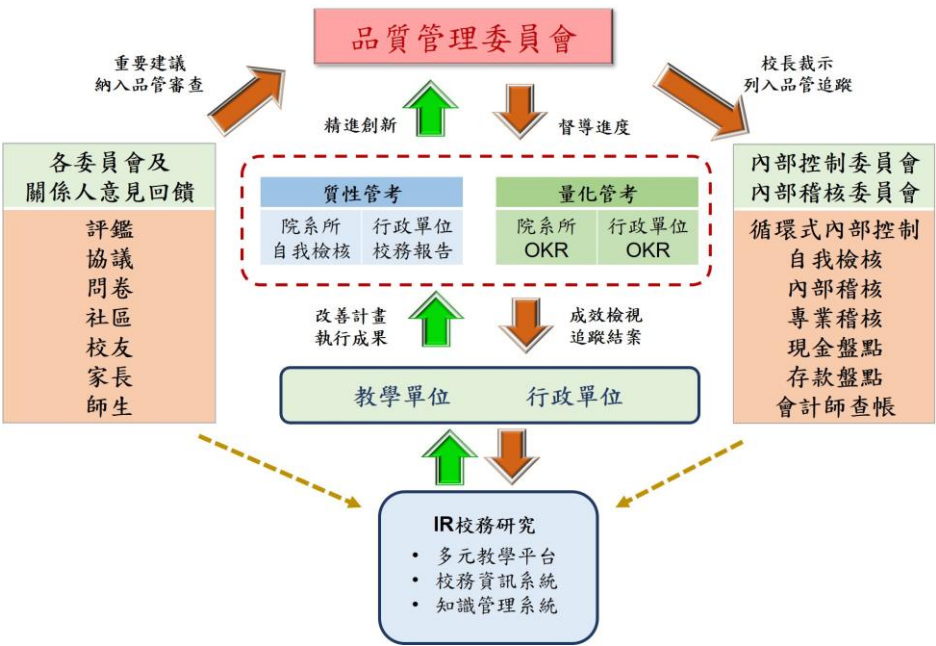 品質管理委員會
重要建議
納入品管審查
校長裁示
列入品管追蹤
精進創新
督導進度
各委員會及
關係人意見回饋
評鑑
協議
問卷
社區
校友
家長
師生
質性管考
院系所
自我檢核
行政單位
校務報告
量化管考
院系所
OKR
行政單位
OKR
內部控制委員會
內部稽核委員會
循環式內部控制
自我檢核
內部稽核
專業稽核
現金盤點
存款盤點
會計師查帳
改善計畫
執行成果
成效檢視
追蹤結案
教學單位 行政單位
IR校務研究
• 多元教學平台
• 校務資訊系統
• 知識管理系統